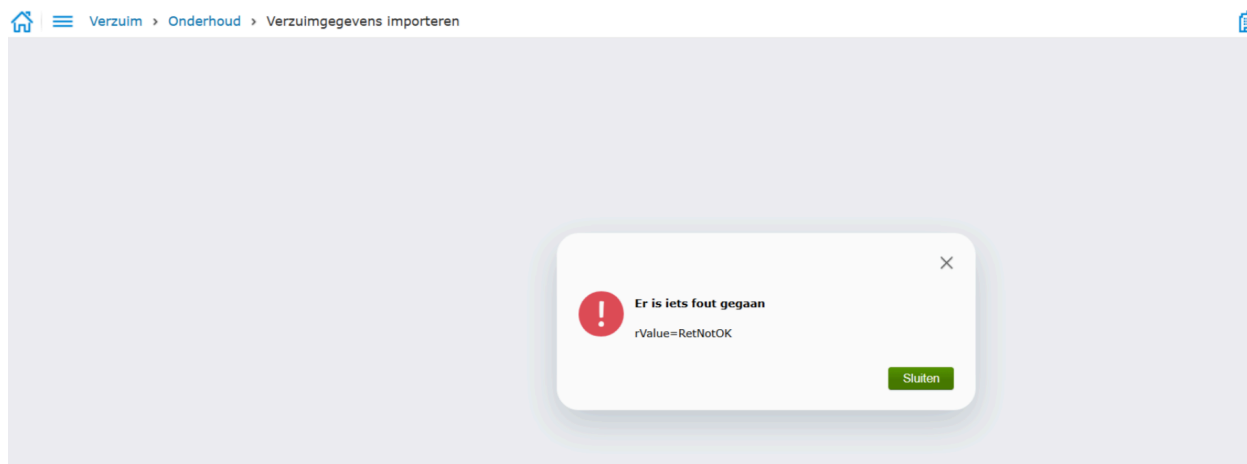 Verzuim › Onderhoud › Verzuimgegevens importeren
Er is iets fout gegaan
rValue=RetNotOK
Sluiten